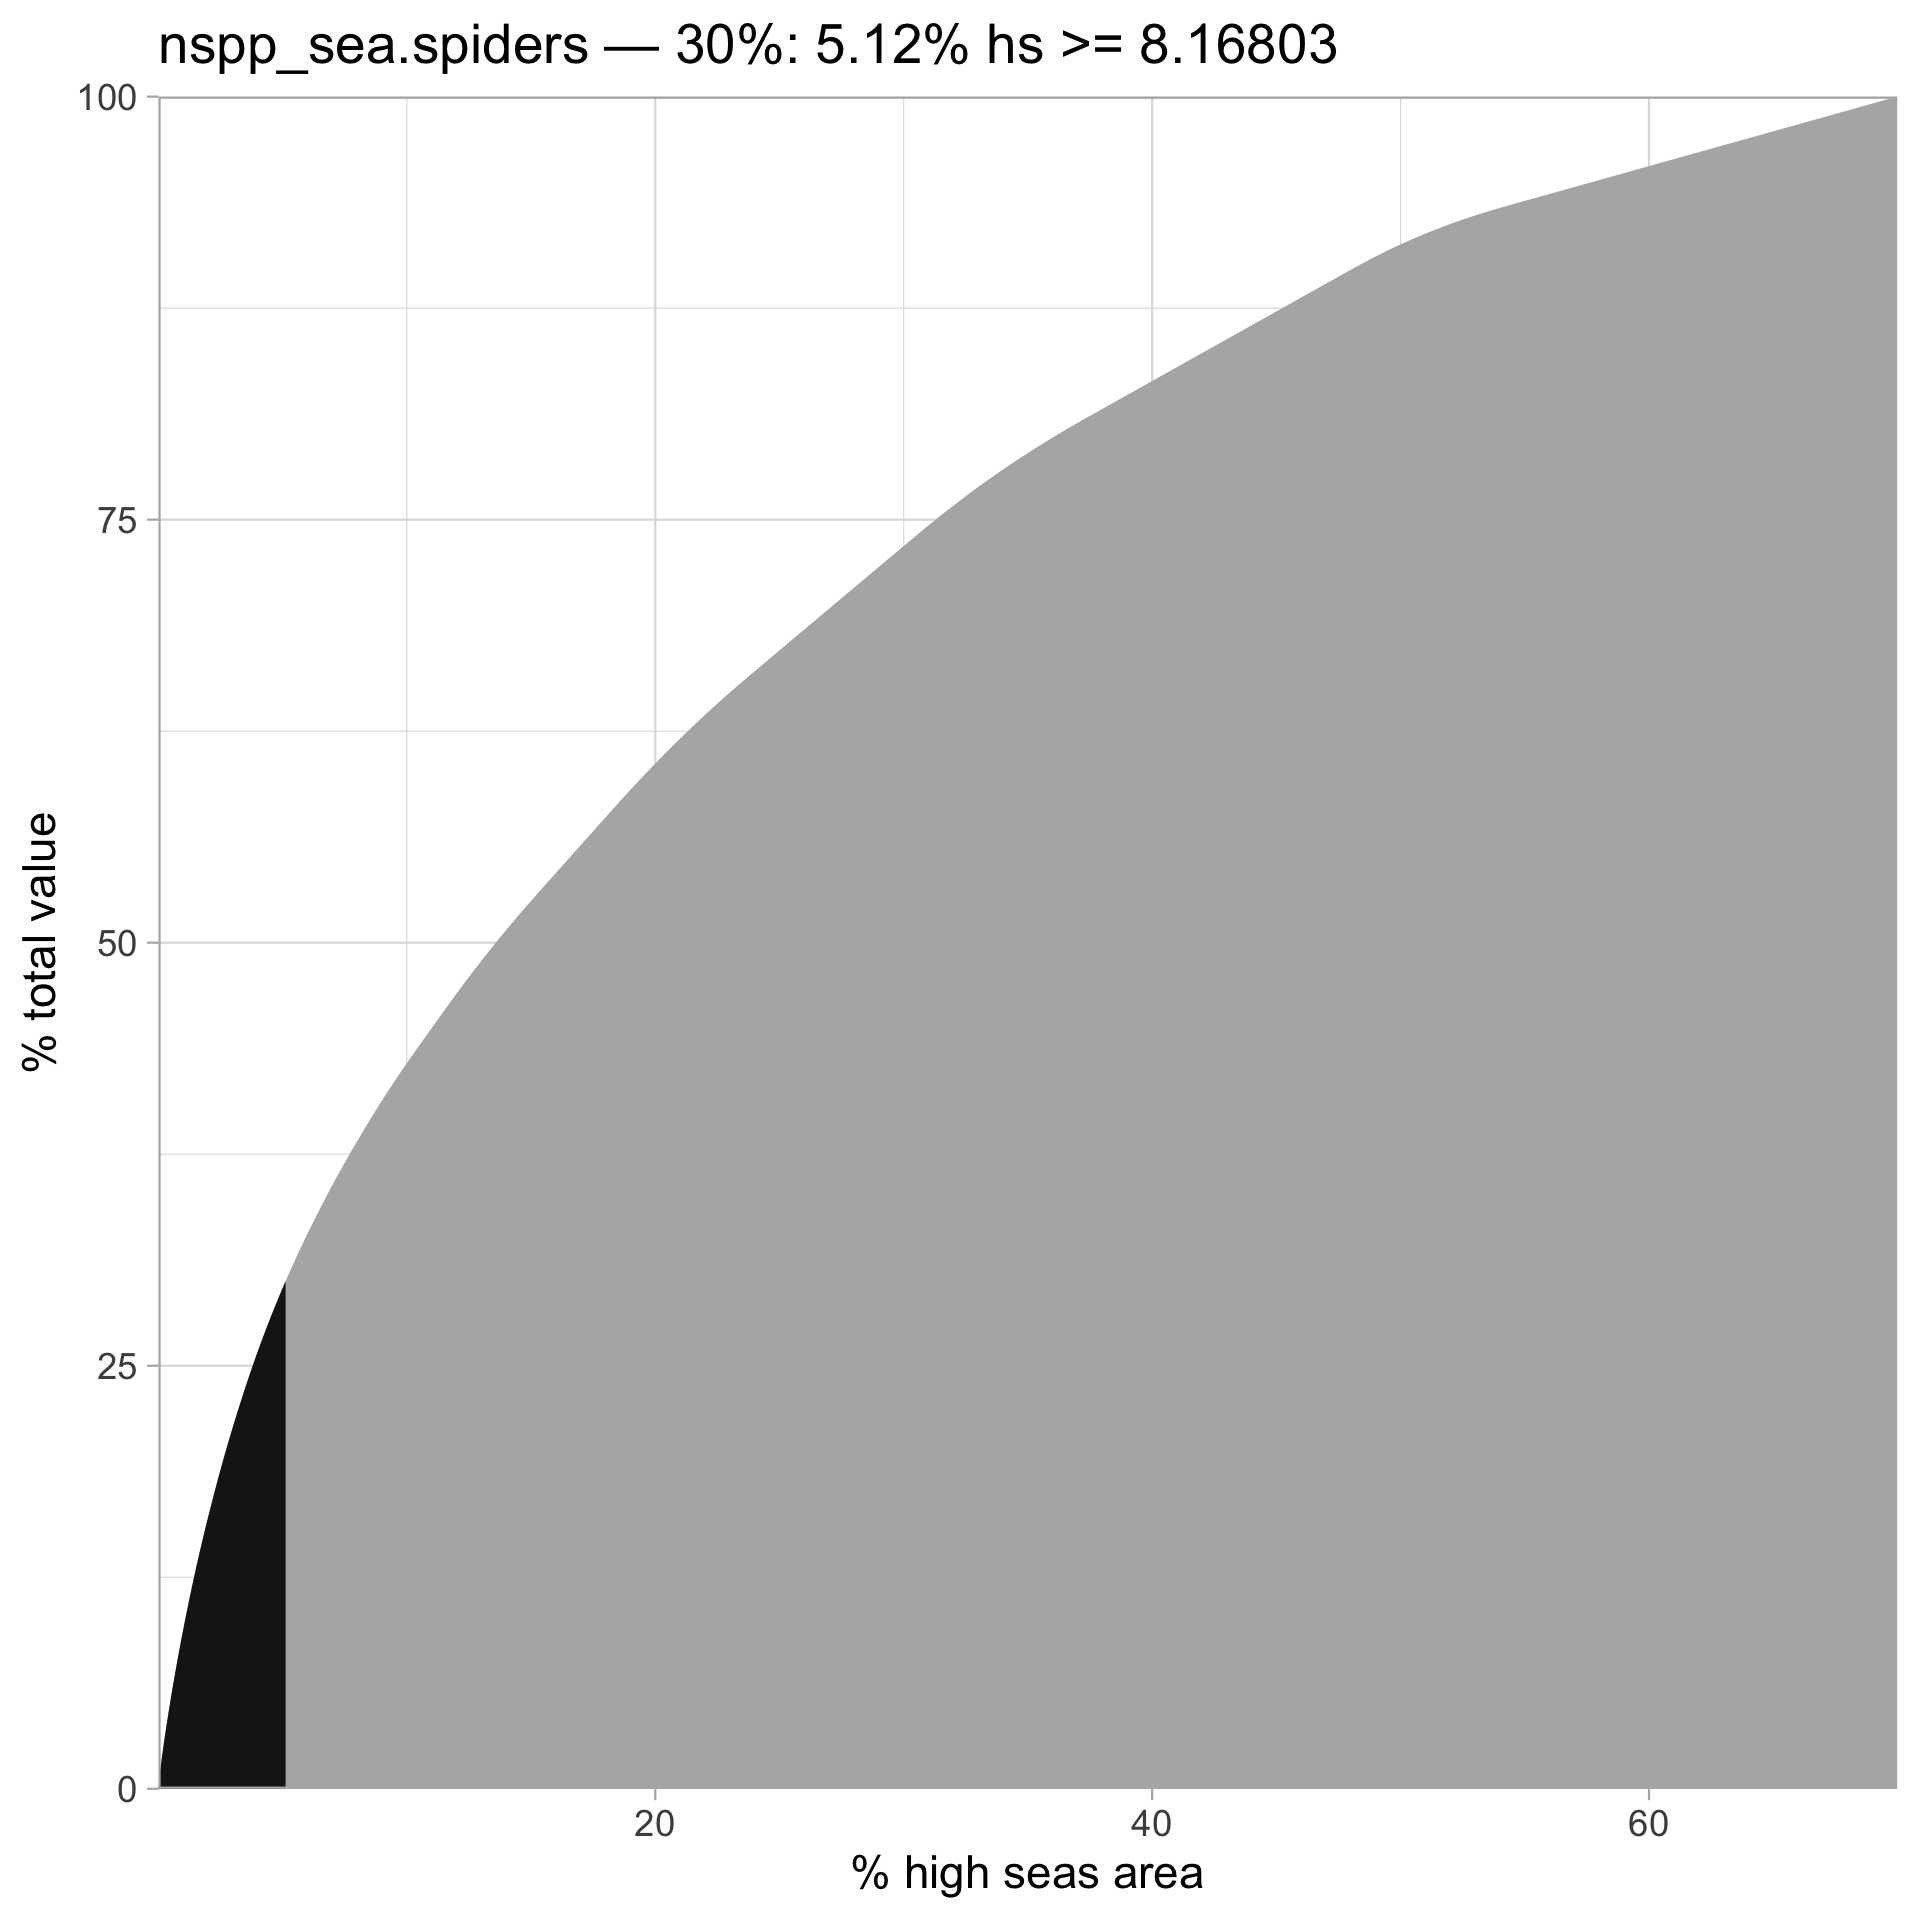 nspp_sea.spiders — 30%: 5.12% hs >= 8.16803
100
75
50
25
0
% total value
20 40 60
% high seas area